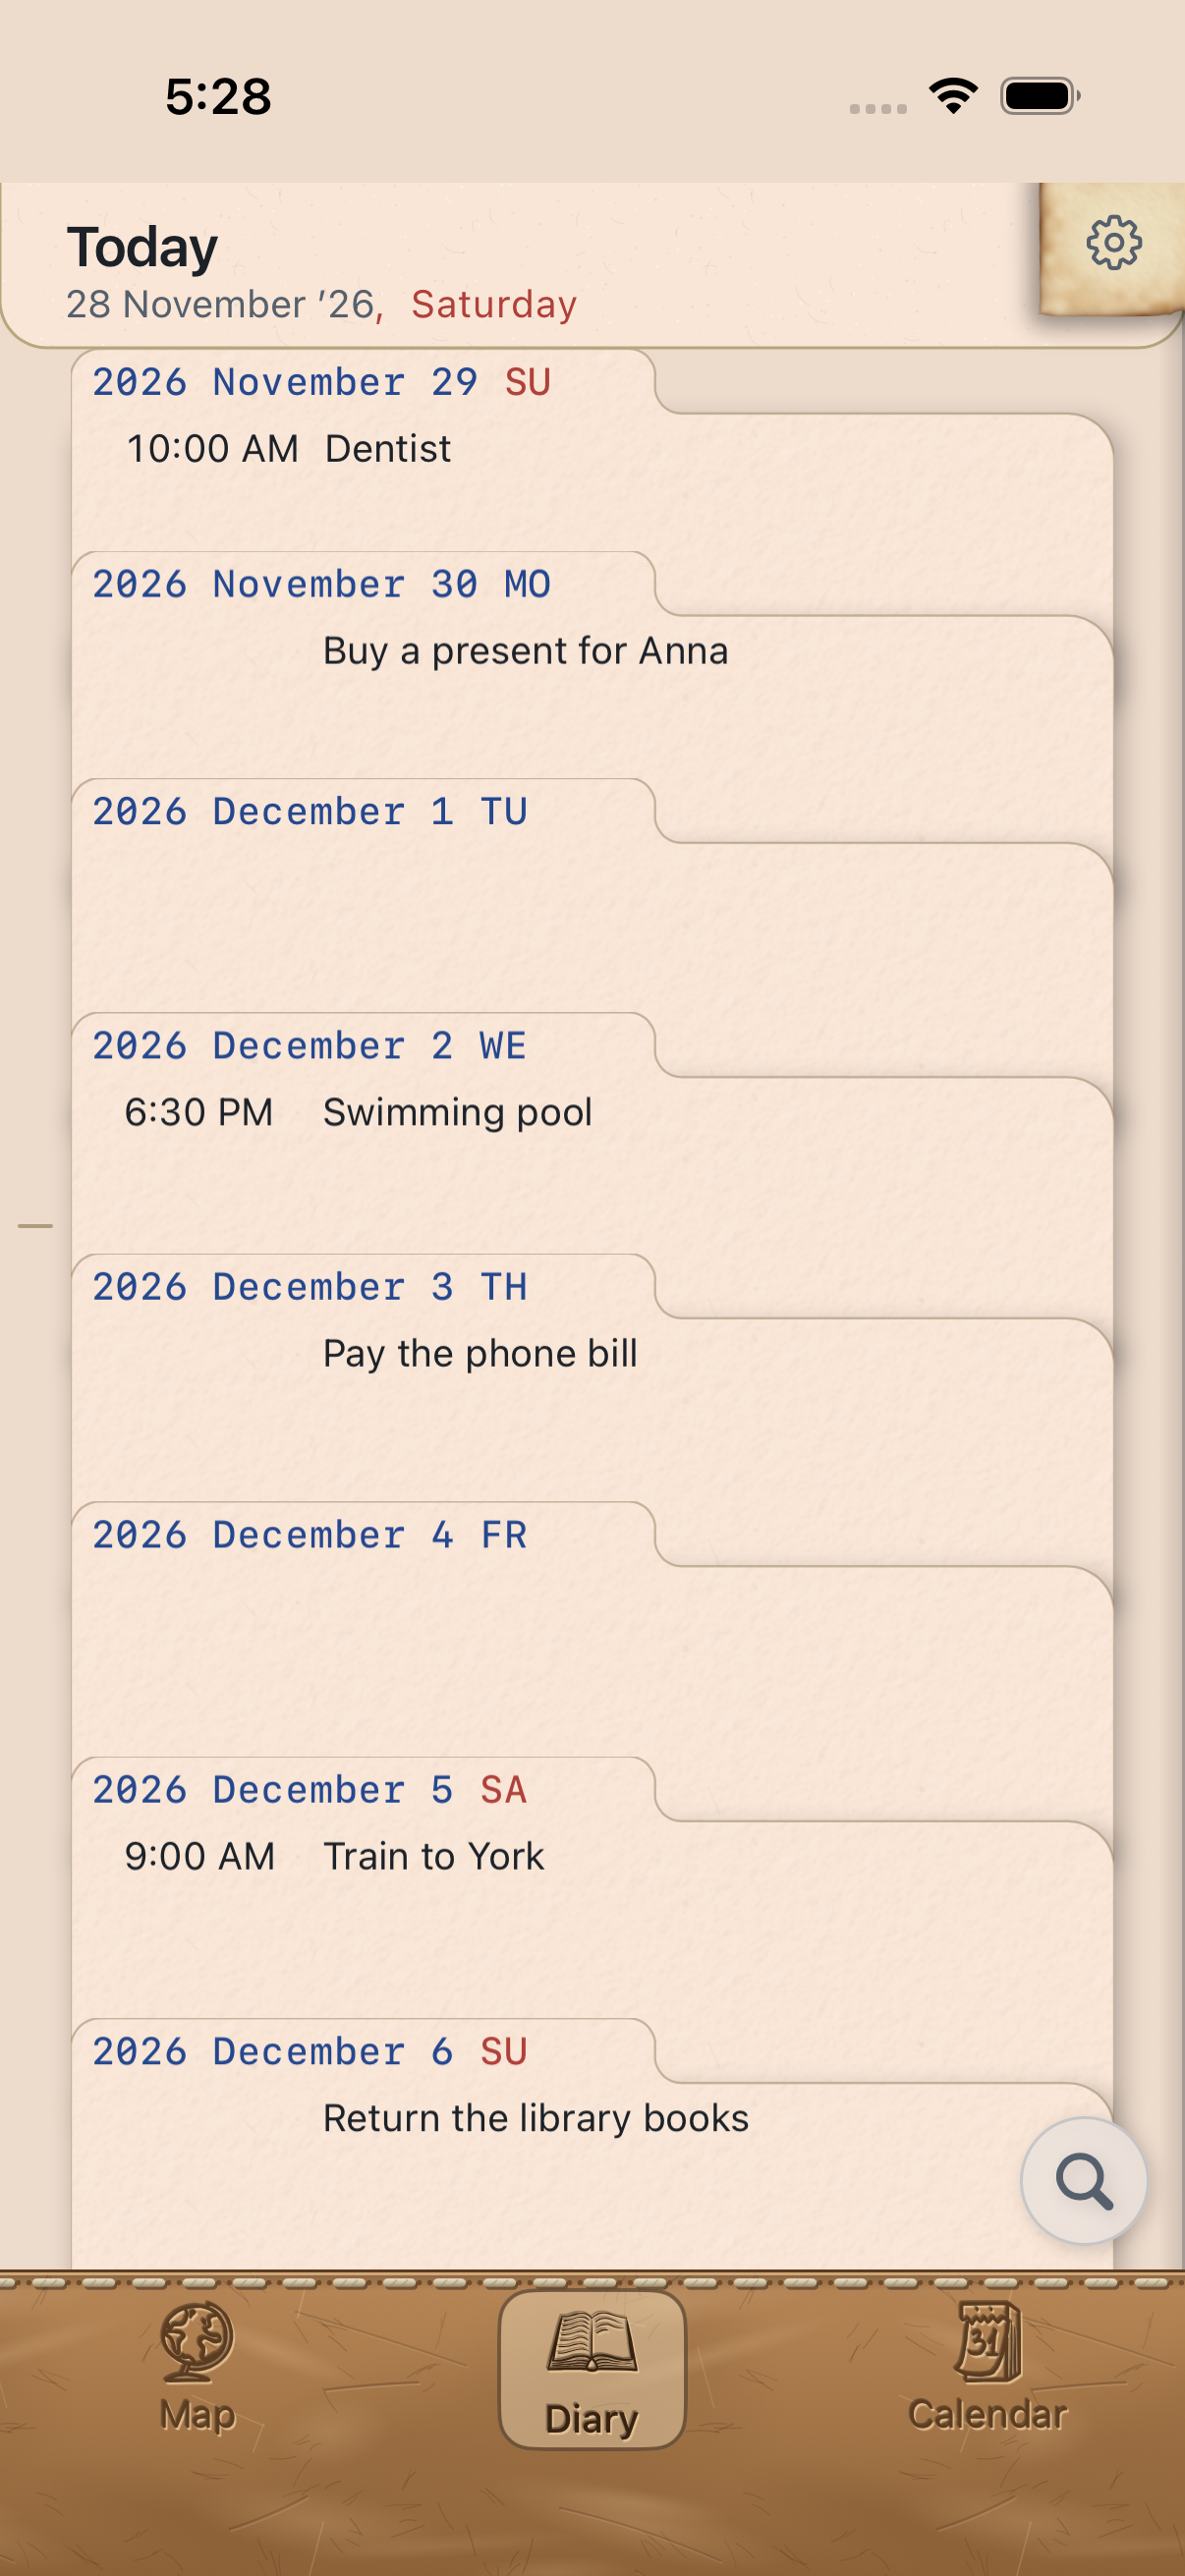 5:28
Today
28 November ’26, Saturday
2026 November 29 SU
10:00 AM Dentist
2026 November 30 MO
Buy a present for Anna
2026 December 1 TU
2026 December 2 WE
6:30 PM Swimming pool
2026 December 3 TH
Pay the phone bill
2026 December 4 FR
2026 December 5 SA
9:00 AM Train to York
2026 December 6 SU
Return the library books
31
Map Diary Calendar